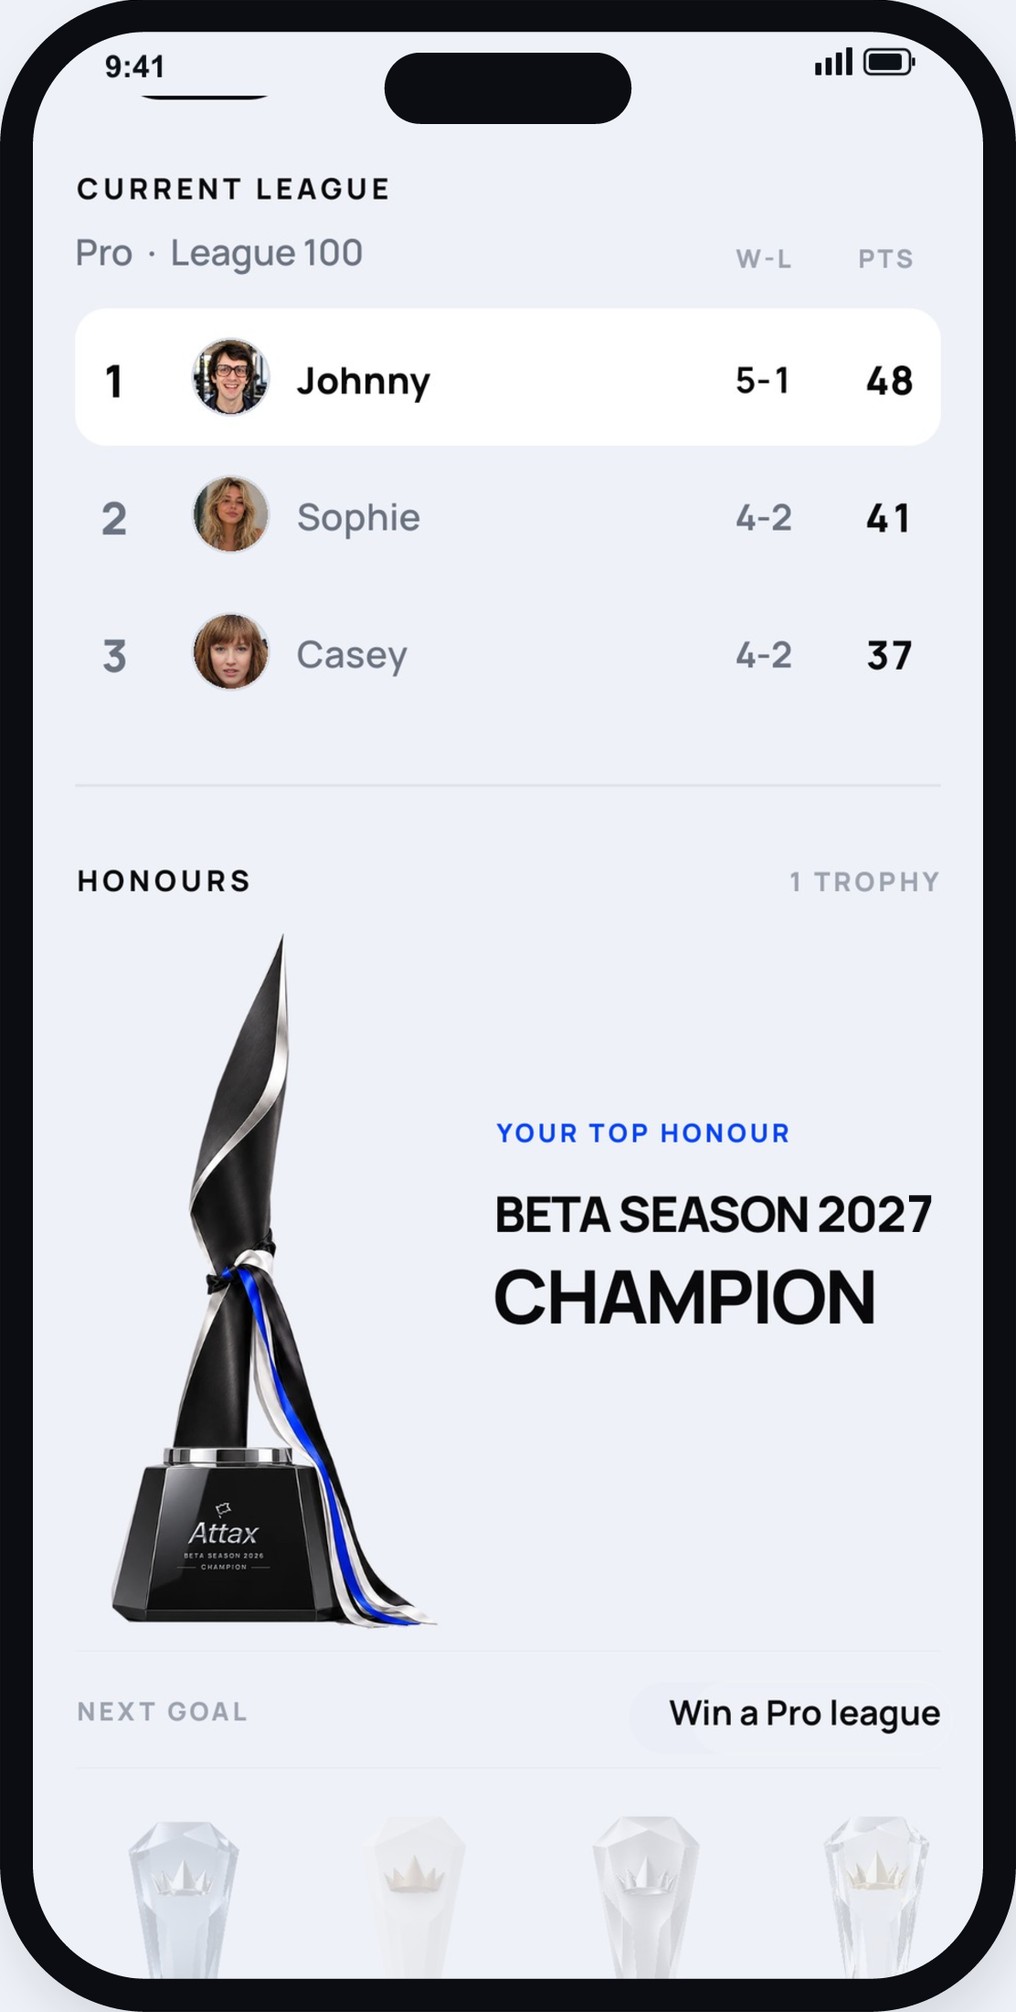 9:41
CURRENT LEAGUE
Pro · League 100 W-L PTS
1 Johnny 5-1 48
2 Sophie 4-2 41
3 Casey 4-2 37
HONOURS 1 TROPHY
YOUR TOP HONOUR
BETA SEASON 2027
CHAMPION
Attax
BETA SEASON 2026
CHAMPION
NEXT GOAL Win a Pro league